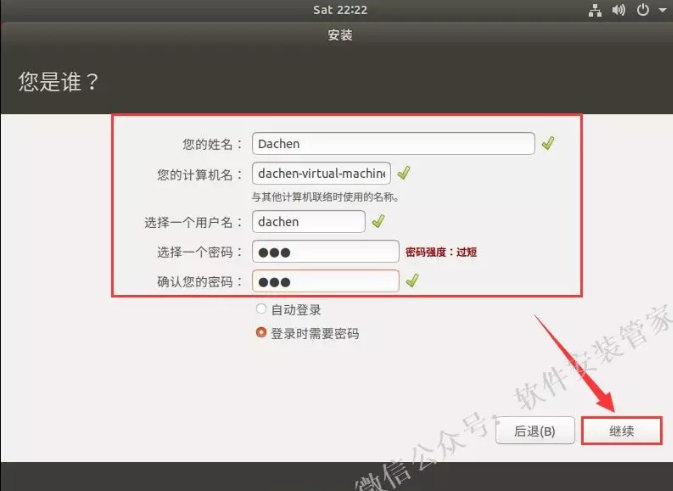 Sat 22:22
安装
您是谁？
您的姓名： Dachen
您的计算机名： dachen-virtual-machine
与其他计算机联络时使用的名称。
选择一个用户名： dachen
选择一个密码： ●●● 密码强度：过短
确认您的密码： ●●●
自动登录
登录时需要密码
后退(B) 继续
微信公众号：软件安装管家